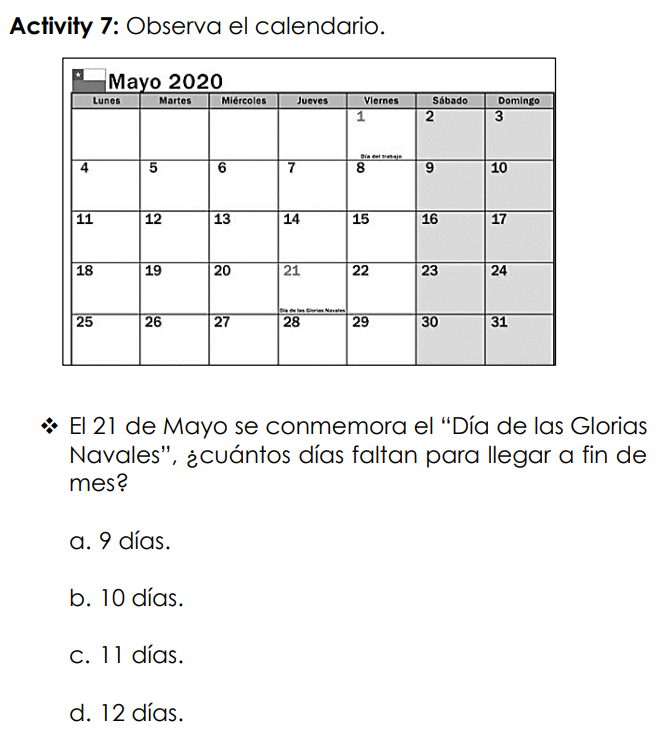 Activity 7: Observa el calendario.
Mayo 2020
Lunes Martes Miércoles Jueves Viernes Sábado Domingo
1 2 3
Día del trabajo
4 5 6 7 8 9 10
11 12 13 14 15 16 17
18 19 20 21 22 23 24
Día de las Glorias Navales
25 26 27 28 29 30 31
❖ El 21 de Mayo se conmemora el “Día de las Glorias
Navales”, ¿cuántos días faltan para llegar a fin de
mes?
a. 9 días.
b. 10 días.
c. 11 días.
d. 12 días.